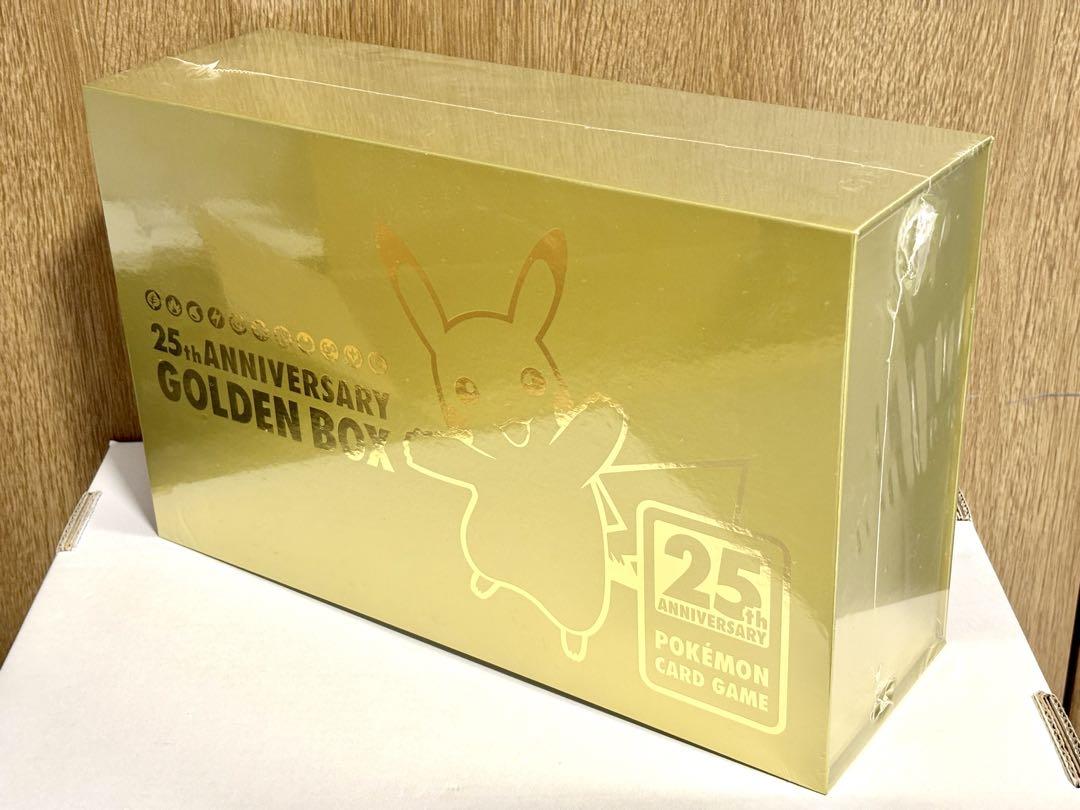 25th ANNIVERSARY
GOLDEN BOX
25th
ANNIVERSARY
POKÉMON
CARD GAME